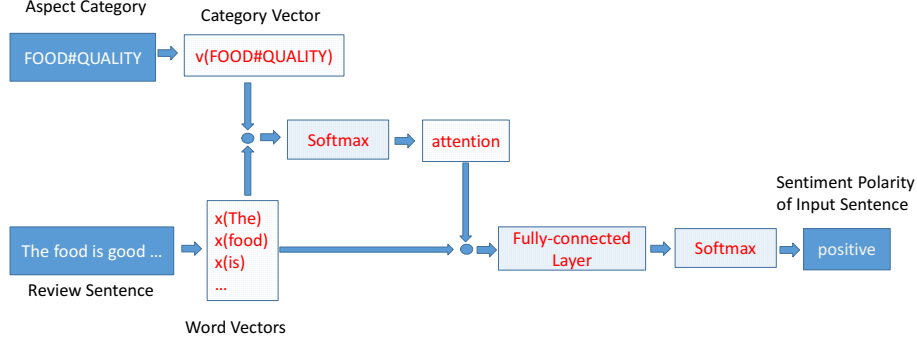 Aspect Category
Category Vector
FOOD#QUALITY
v(FOOD#QUALITY)
Softmax
attention
Sentiment Polarity
of Input Sentence
The food is good ...
x(The)
x(food)
x(is)
...
Fully-connected
Layer
Softmax
positive
Review Sentence
Word Vectors